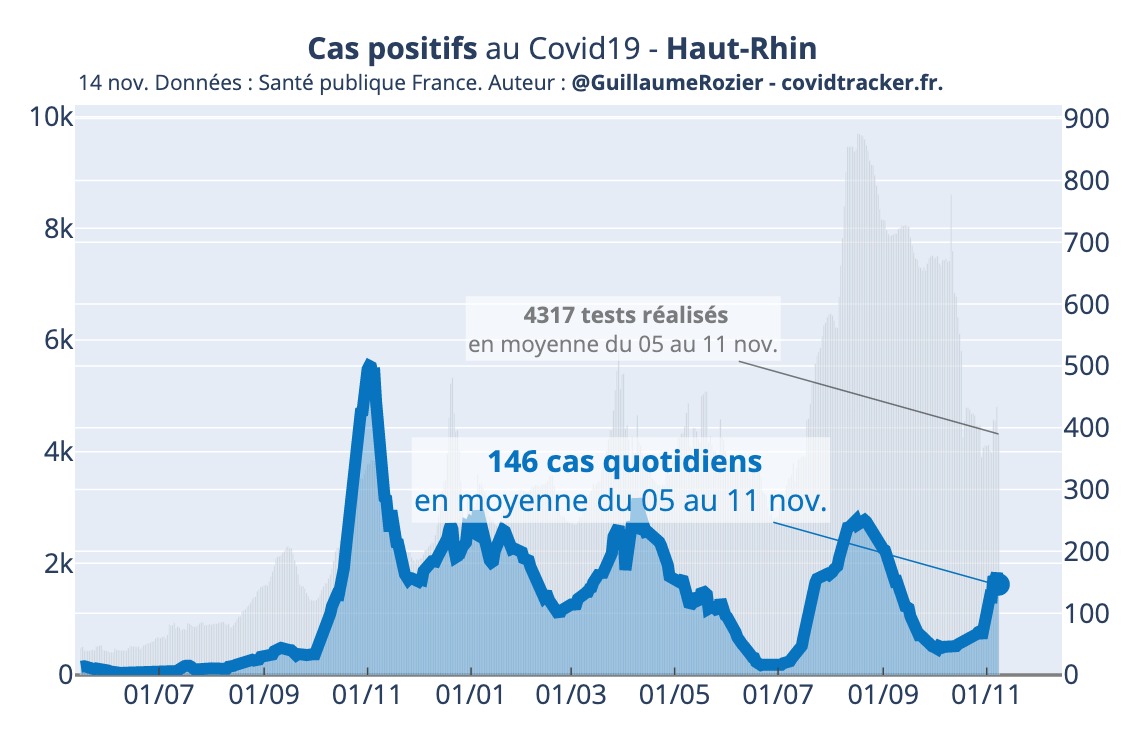 Cas positifs au Covid19 - Haut-Rhin
14 nov. Données : Santé publique France. Auteur : @GuillaumeRozier - covidtracker.fr.
10k
900
800
8k
700
600
4317 tests réalisés
en moyenne du 05 au 11 nov.
6k
500
4k
400
146 cas quotidiens
en moyenne du 05 au 11 nov.
300
2k
200
100
0
0
01/07 01/09 01/11 01/01 01/03 01/05 01/07 01/09 01/11